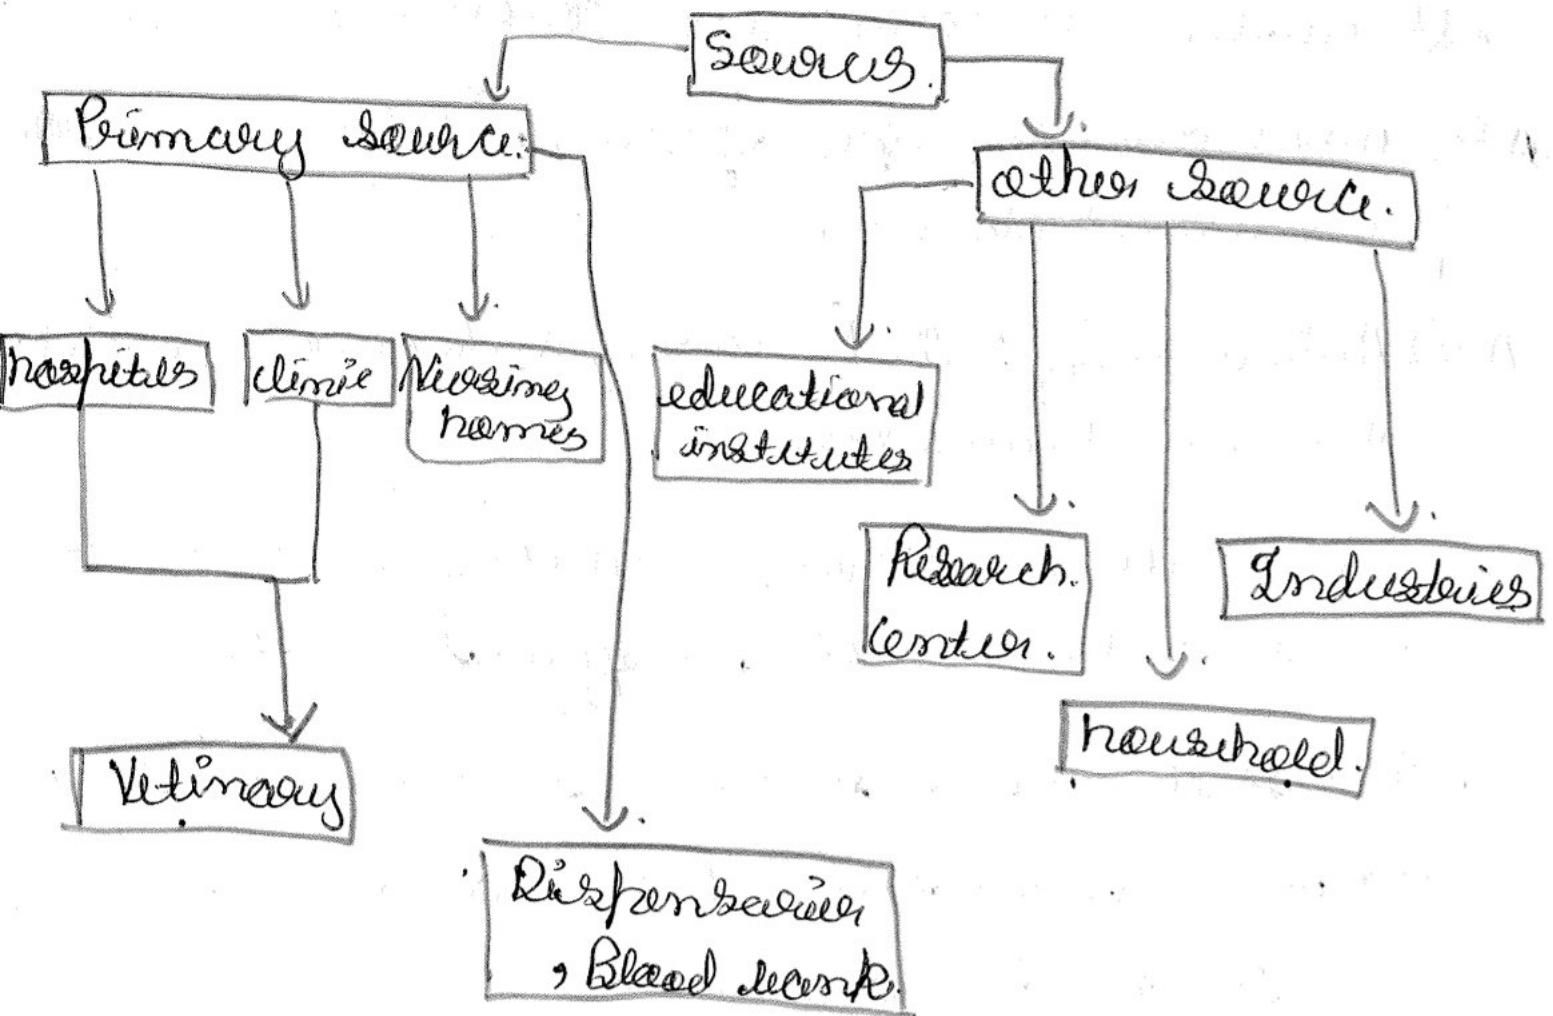 Sources.
Primary Source.
other Source.
hospitals
clinic
Nursing
homes
educational
institutes
Research.
Center.
Industries
household.
Vetinary
Dispensaries
, Blood bank.